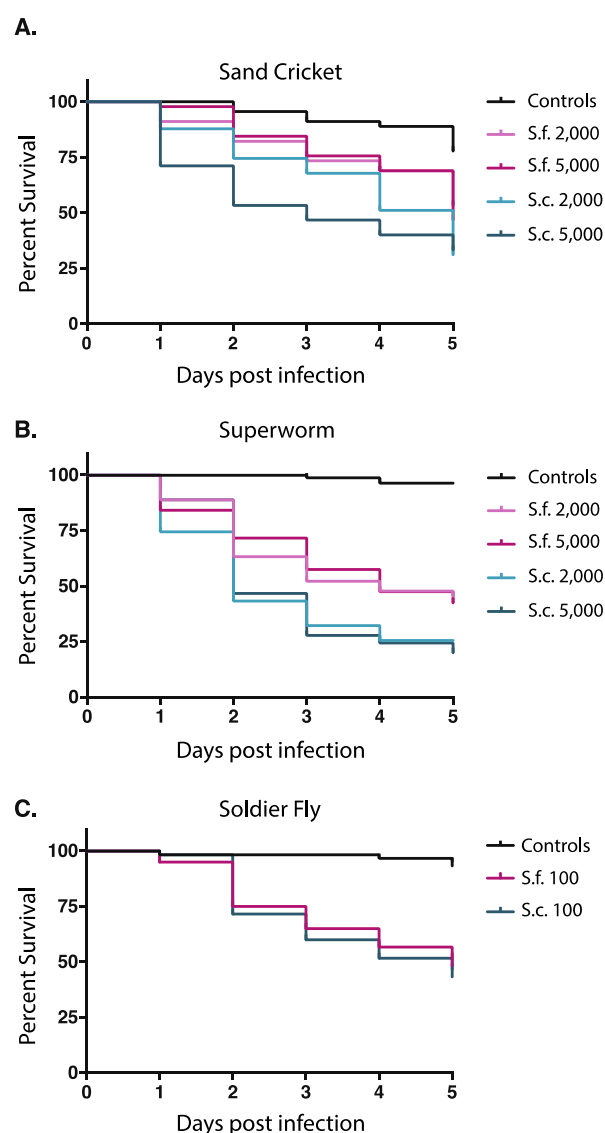 A.
Sand Cricket
Percent Survival
100
75
50
25
0
0 1 2 3 4 5
Days post infection
Controls
S.f. 2,000
S.f. 5,000
S.c. 2,000
S.c. 5,000
B.
Superworm
Percent Survival
100
75
50
25
0
0 1 2 3 4 5
Days post infection
Controls
S.f. 2,000
S.f. 5,000
S.c. 2,000
S.c. 5,000
C.
Soldier Fly
Percent Survival
100
75
50
25
0
0 1 2 3 4 5
Days post infection
Controls
S.f. 100
S.c. 100